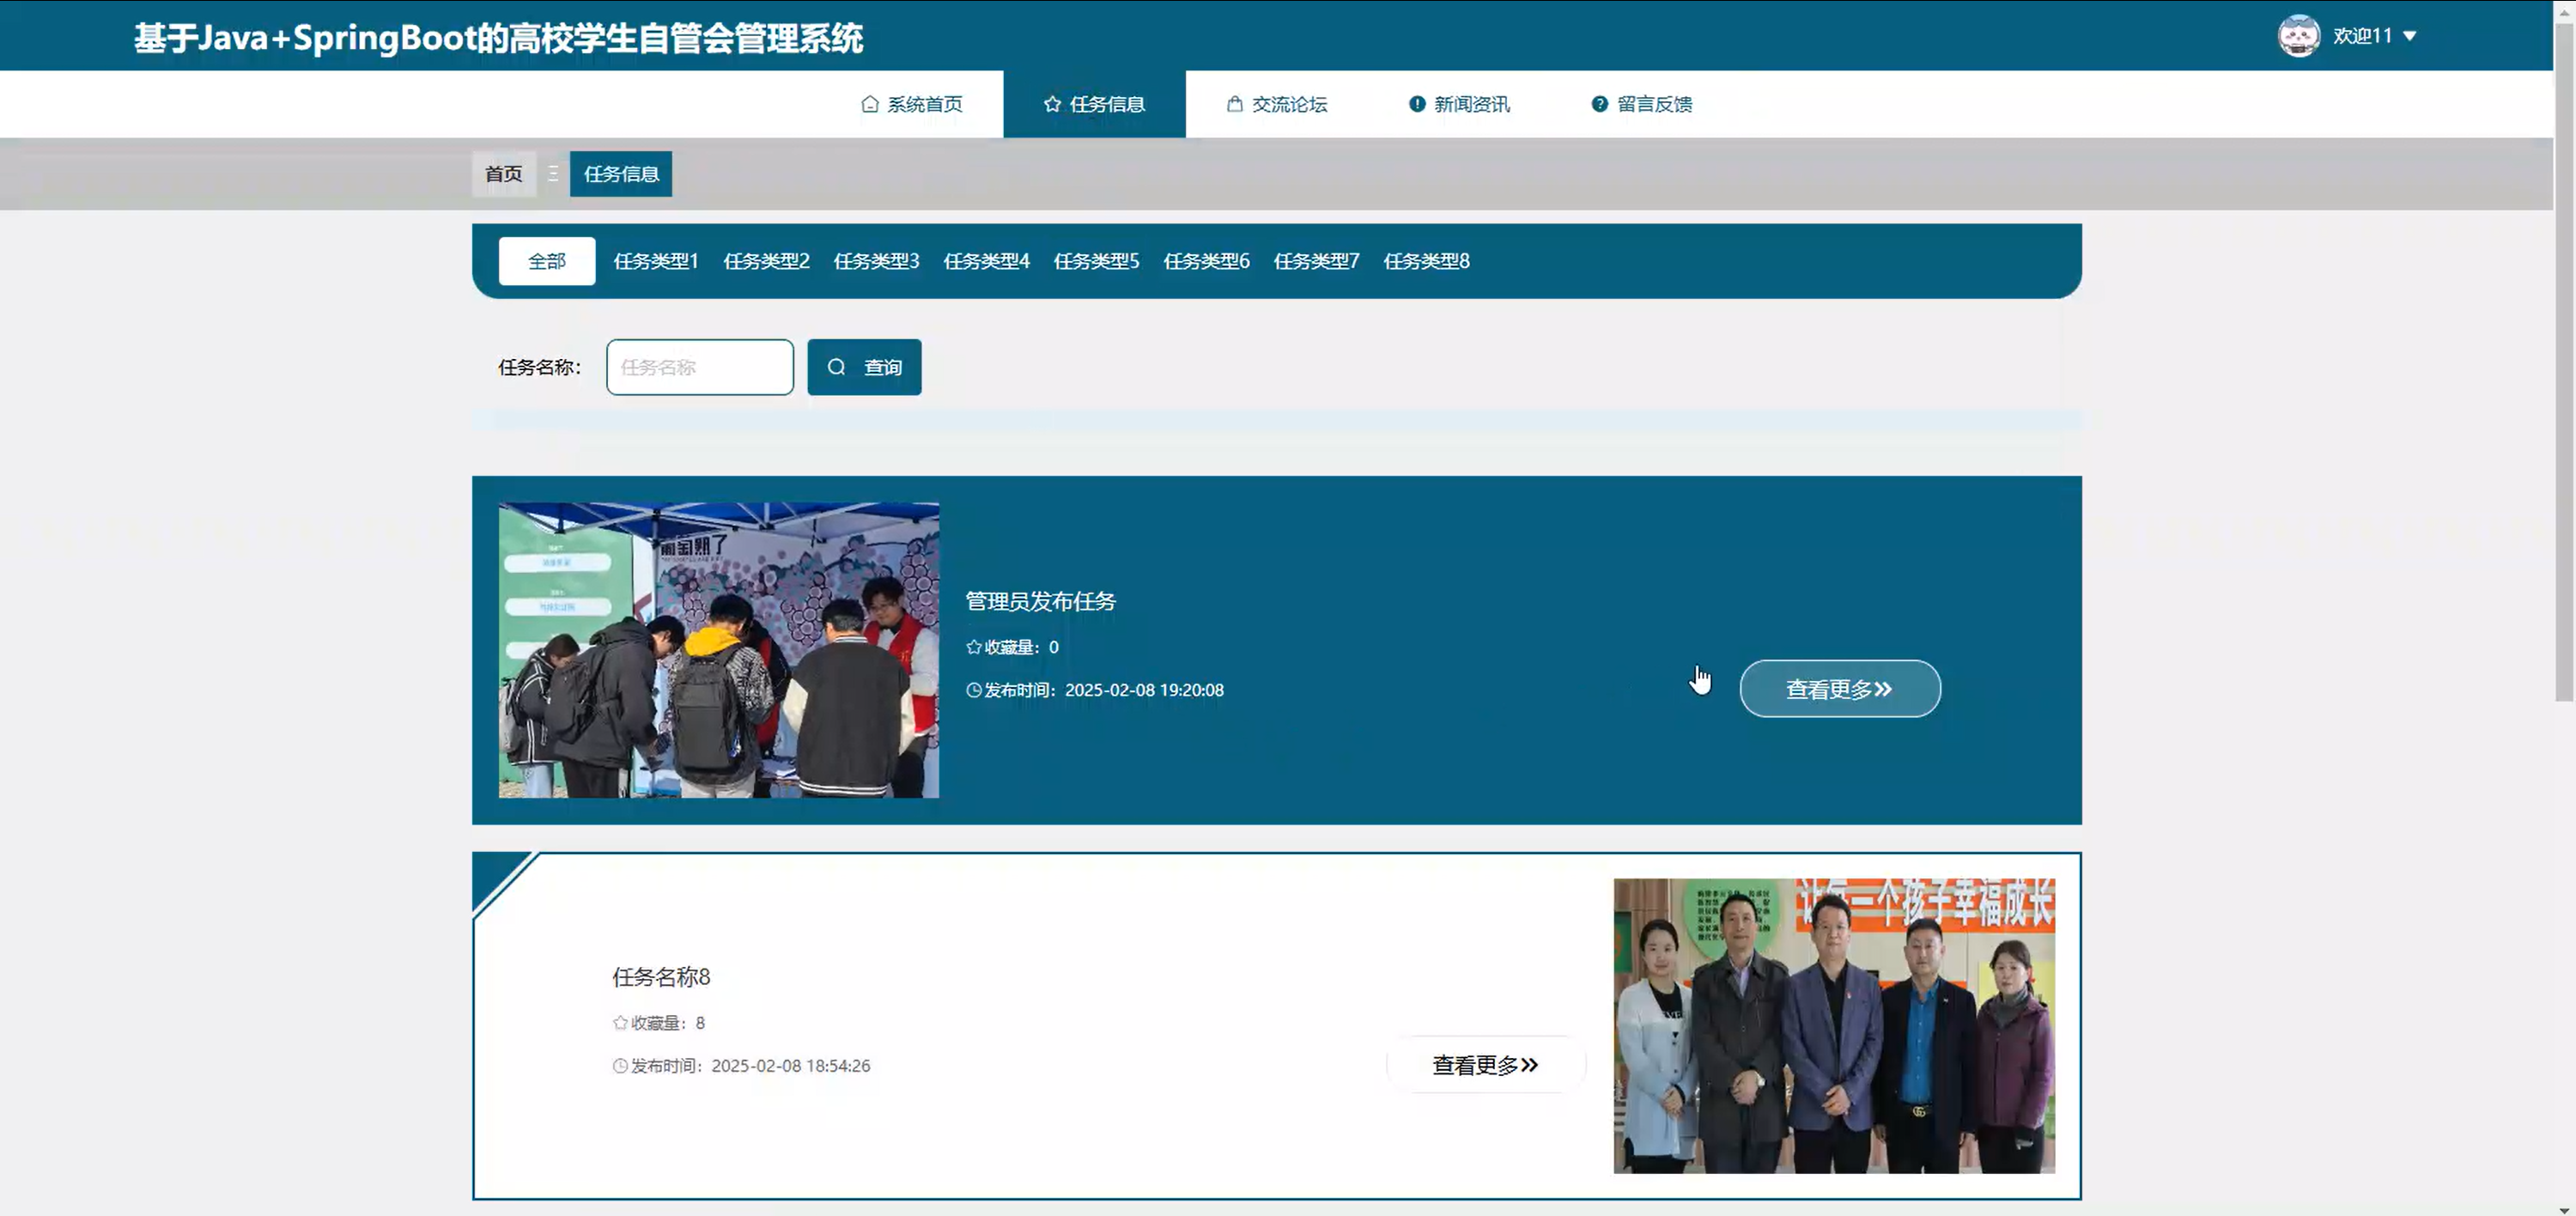 基于Java+SpringBoot的高校学生自管会管理系统
欢迎11
系统首页 任务信息 交流论坛 新闻资讯 留言反馈
首页 任务信息
全部 任务类型1 任务类型2 任务类型3 任务类型4 任务类型5 任务类型6 任务类型7 任务类型8
任务名称： 任务名称 查询
葡萄熟了
管理员发布任务
收藏量：0
发布时间：2025-02-08 19:20:08
查看更多
让每一个孩子幸福成长
任务名称8
收藏量：8
发布时间：2025-02-08 18:54:26
查看更多